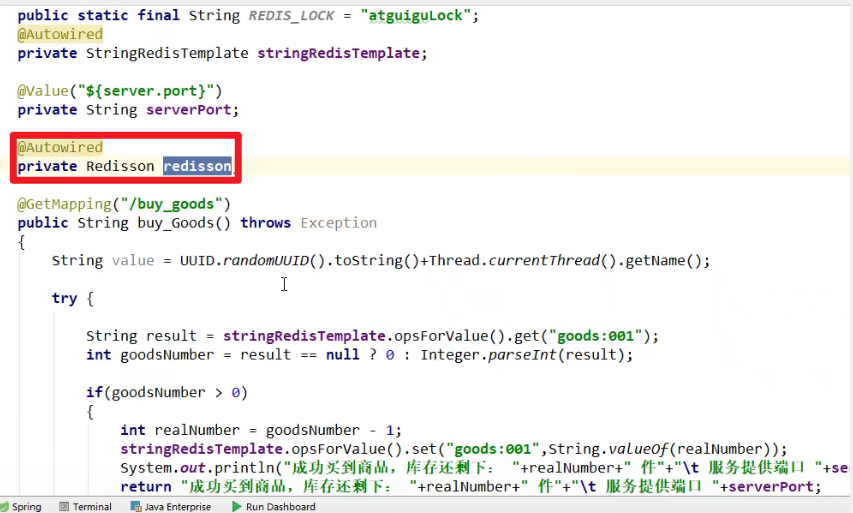 public static final String REDIS_LOCK = "atguiguLock";
@Autowired
private StringRedisTemplate stringRedisTemplate;
@Value("${server.port}")
private String serverPort;
@Autowired
private Redisson redisson
@GetMapping("/buy_goods")
public String buy_Goods() throws Exception
{
String value = UUID.randomUUID().toString()+Thread.currentThread().getName();
try {
String result = stringRedisTemplate.opsForValue().get("goods:001");
int goodsNumber = result == null ? 0 : Integer.parseInt(result);
if(goodsNumber > 0)
{
int realNumber = goodsNumber - 1;
stringRedisTemplate.opsForValue().set("goods:001",String.valueOf(realNumber));
System.out.println("成功买到商品，库存还剩下： "+realNumber+" 件"+"\t 服务提供端口 "+ser
return "成功买到商品，库存还剩下： "+realNumber+" 件"+"\t 服务提供端口 "+serverPort;
Spring Terminal Java Enterprise Run Dashboard